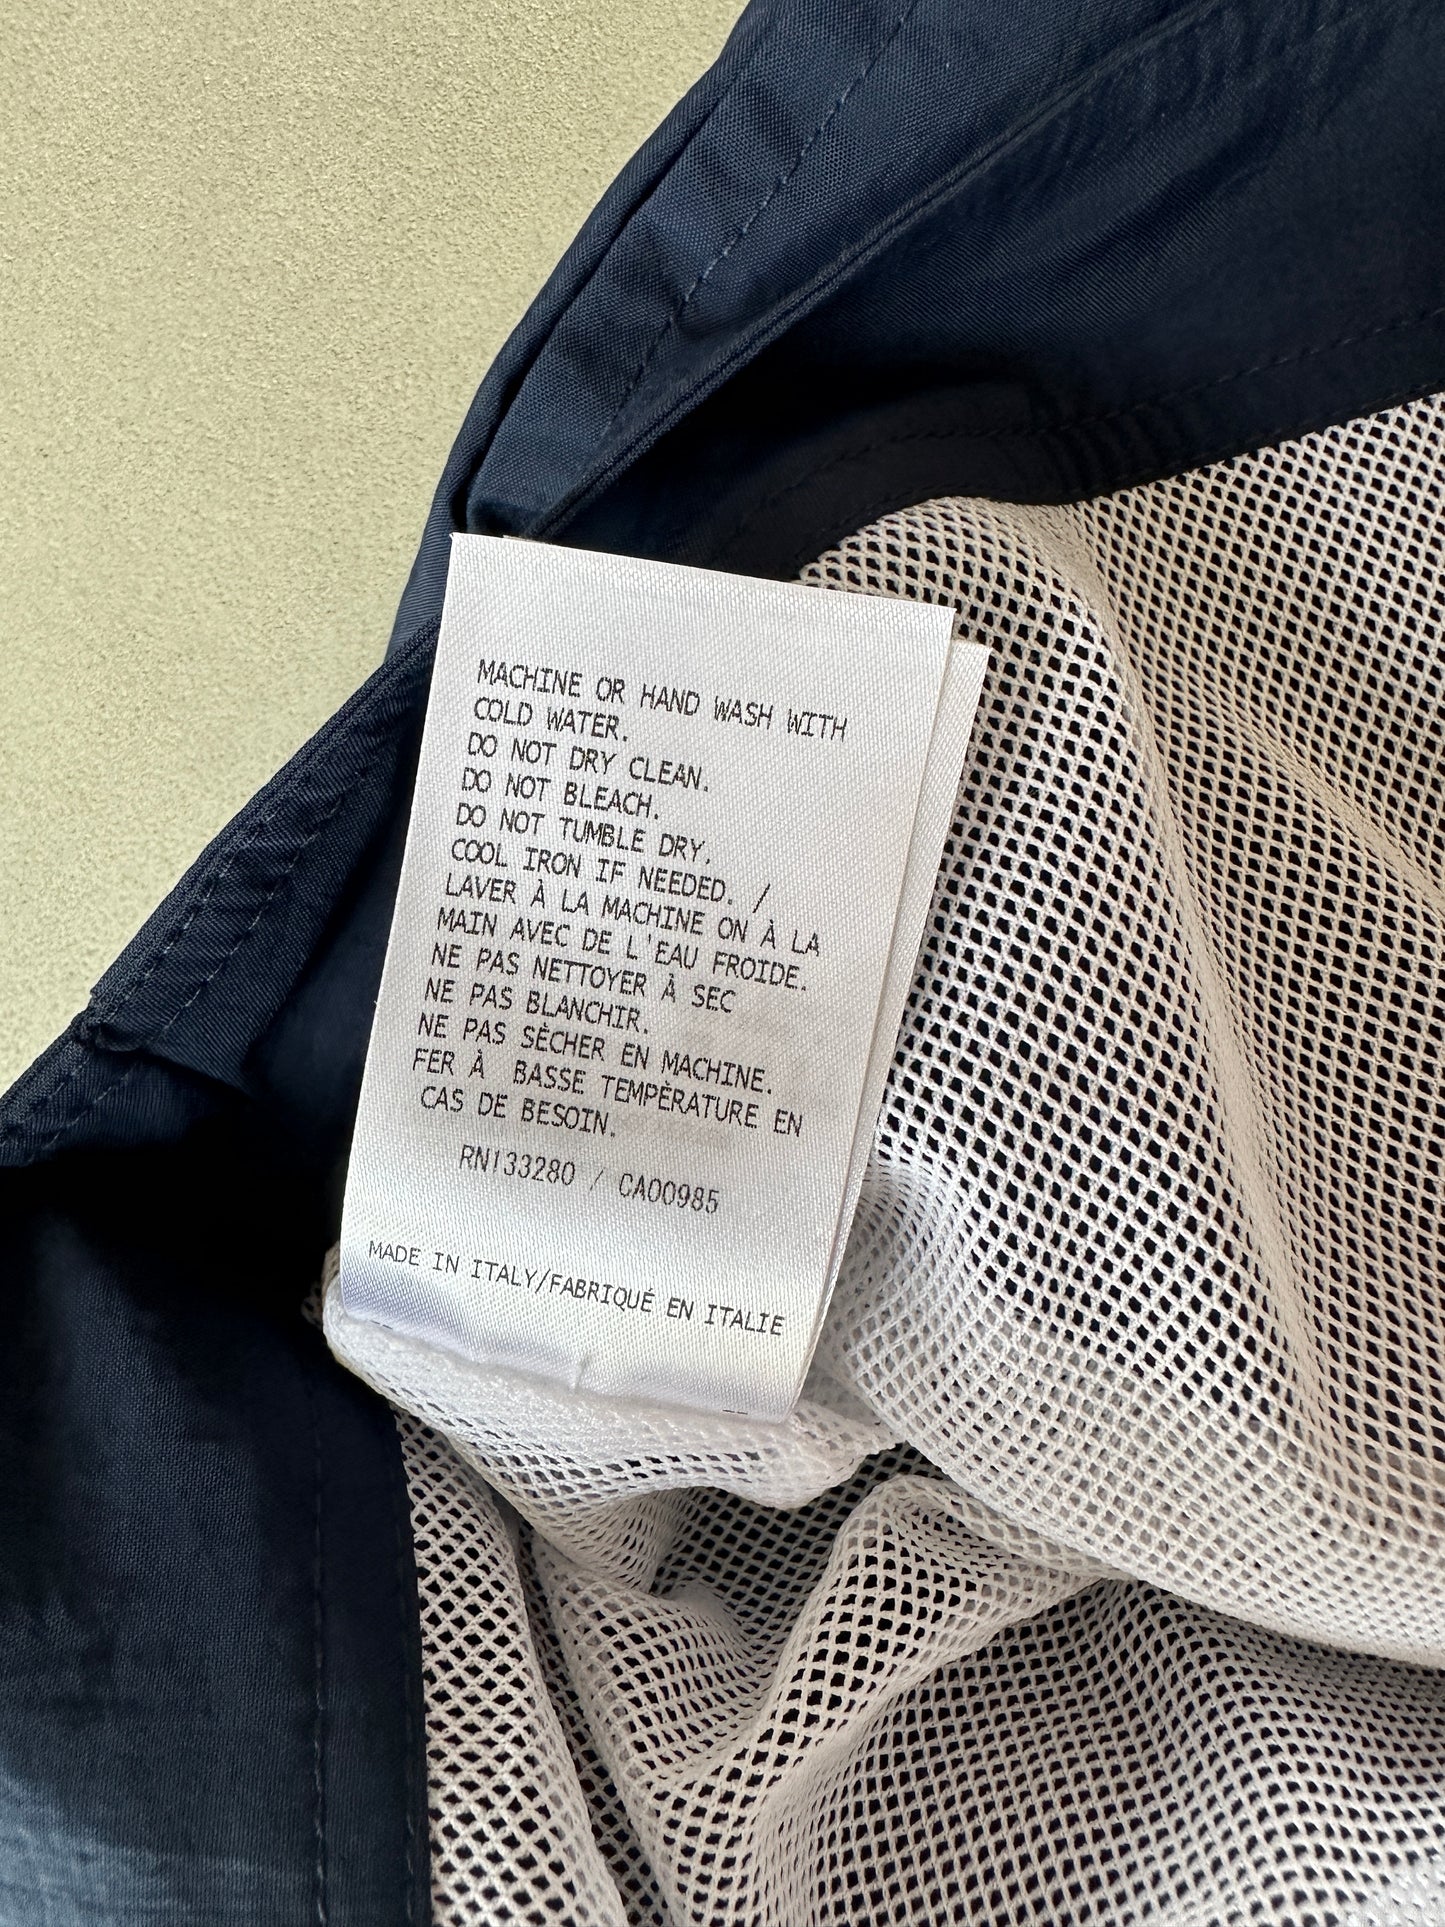 MACHINE OR HAND WASH WITH
COLD WATER.
DO NOT DRY CLEAN.
DO NOT BLEACH.
DO NOT TUMBLE DRY.
COOL IRON IF NEEDED. /
LAVER À LA MACHINE ON À LA
MAIN AVEC DE L'EAU FROIDE.
NE PAS NETTOYER À SEC
NE PAS BLANCHIR.
NE PAS SÈCHER EN MACHINE.
FER À BASSE TEMPÈRATURE EN
CAS DE BESOIN.
RN133280 / CA00985
MADE IN ITALY/FABRIQUÉ EN ITALIE